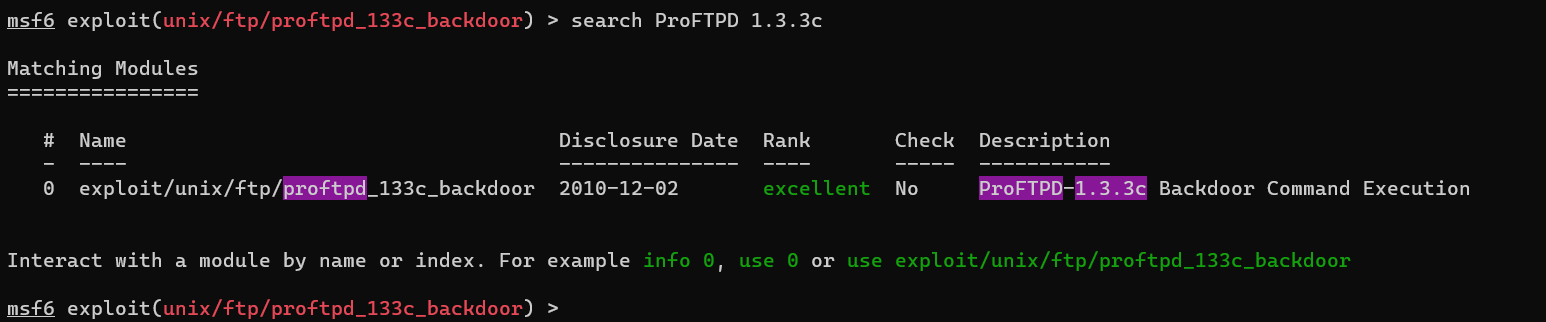 msf6 exploit(unix/ftp/proftpd_133c_backdoor) > search ProFTPD 1.3.3c
Matching Modules
================
#  Name                                    Disclosure Date  Rank       Check  Description
-  ----                                    ---------------  ----       -----  -----------
0  exploit/unix/ftp/proftpd_133c_backdoor  2010-12-02       excellent  No     ProFTPD-1.3.3c Backdoor Command Execution
Interact with a module by name or index. For example info 0, use 0 or use exploit/unix/ftp/proftpd_133c_backdoor
msf6 exploit(unix/ftp/proftpd_133c_backdoor) >